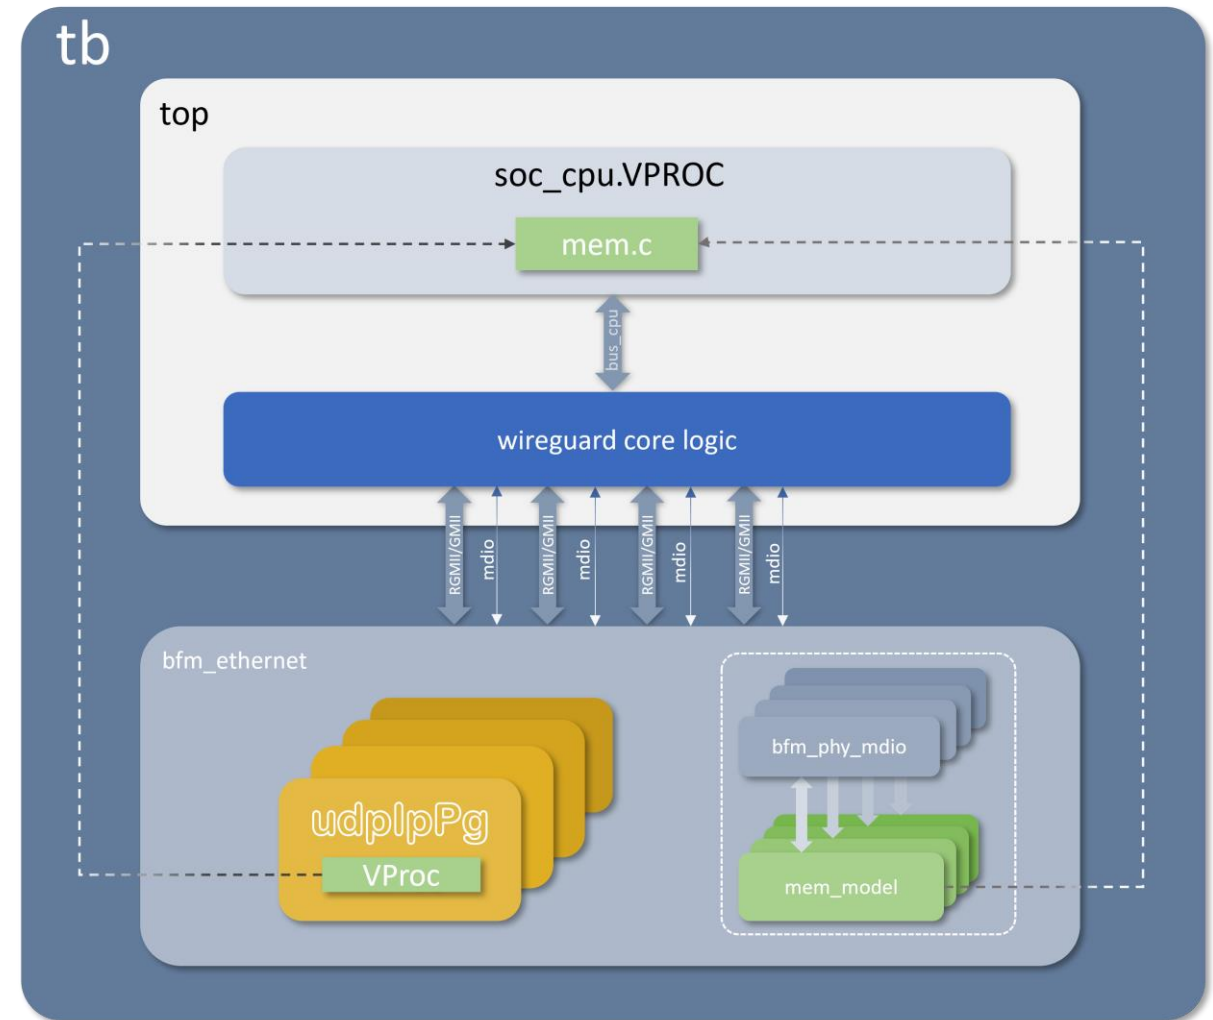 tb
top
soc_cpu.VPROC
mem.c
bus_cpu
wireguard core logic
RGMII/GMII
mdio
RGMII/GMII
mdio
RGMII/GMII
mdio
RGMII/GMII
mdio
bfm_ethernet
udpIpPg
VProc
bfm_phy_mdio
mem_model